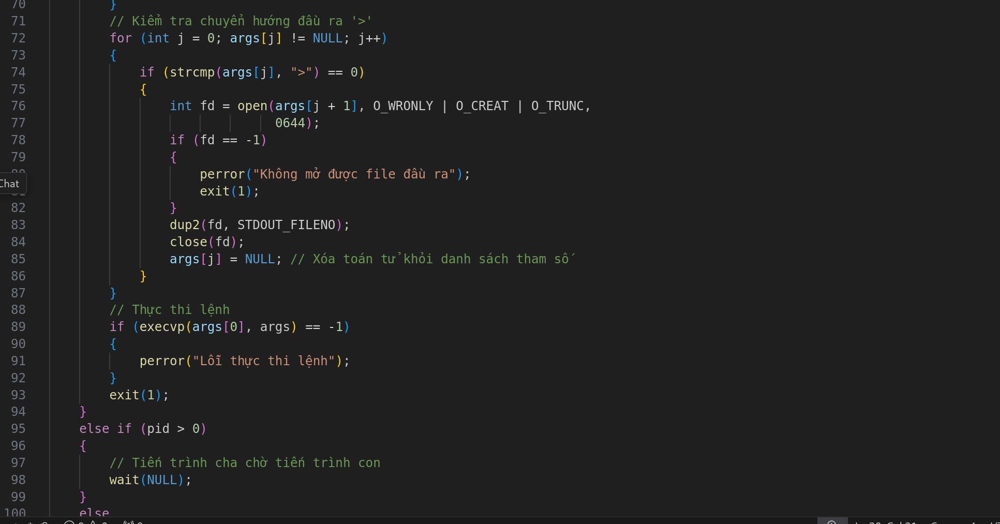 70 }
71 // Kiểm tra chuyển hướng đầu ra '>'
72 for (int j = 0; args[j] != NULL; j++)
73 {
74 if (strcmp(args[j], ">") == 0)
75 {
76 int fd = open(args[j + 1], O_WRONLY | O_CREAT | O_TRUNC,
77 0644);
78 if (fd == -1)
79 {
80 perror("Không mở được file đầu ra");
Chat
81 exit(1);
82 }
83 dup2(fd, STDOUT_FILENO);
84 close(fd);
85 args[j] = NULL; // Xóa toán tử khỏi danh sách tham số
86 }
87 }
88 // Thực thi lệnh
89 if (execvp(args[0], args) == -1)
90 {
91 perror("Lỗi thực thi lệnh");
92 }
93 exit(1);
94 }
95 else if (pid > 0)
96 {
97 // Tiến trình cha chờ tiến trình con
98 wait(NULL);
99 }
100 else